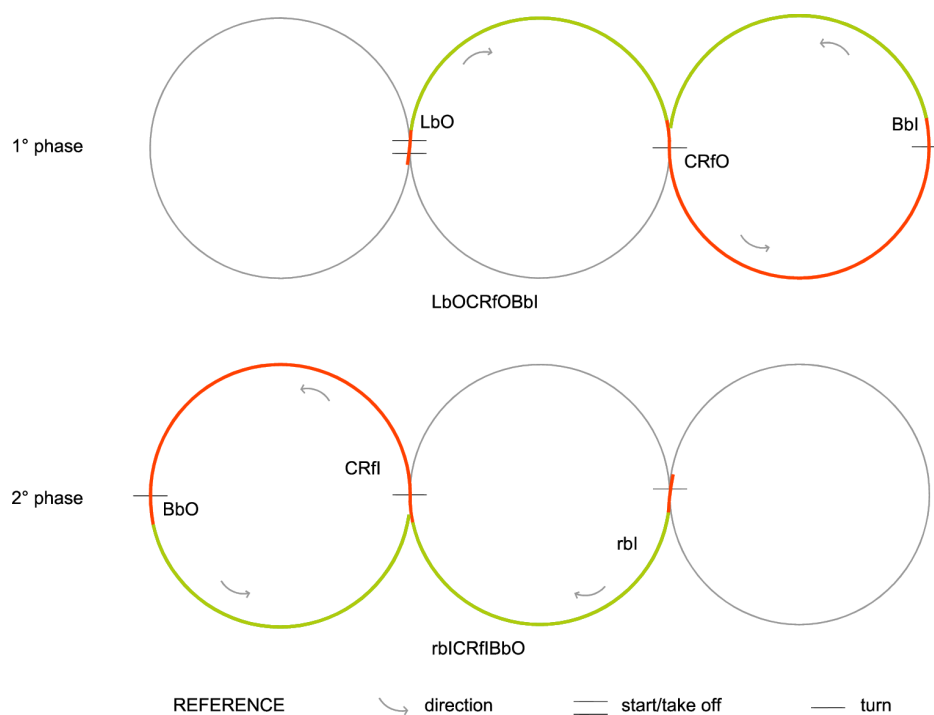 LbO
BbI
1° phase
CRfO
LbOCRfOBbI
CRfI
2° phase
BbO
rbI
rbICRfIBbO
REFERENCE direction start/take off turn